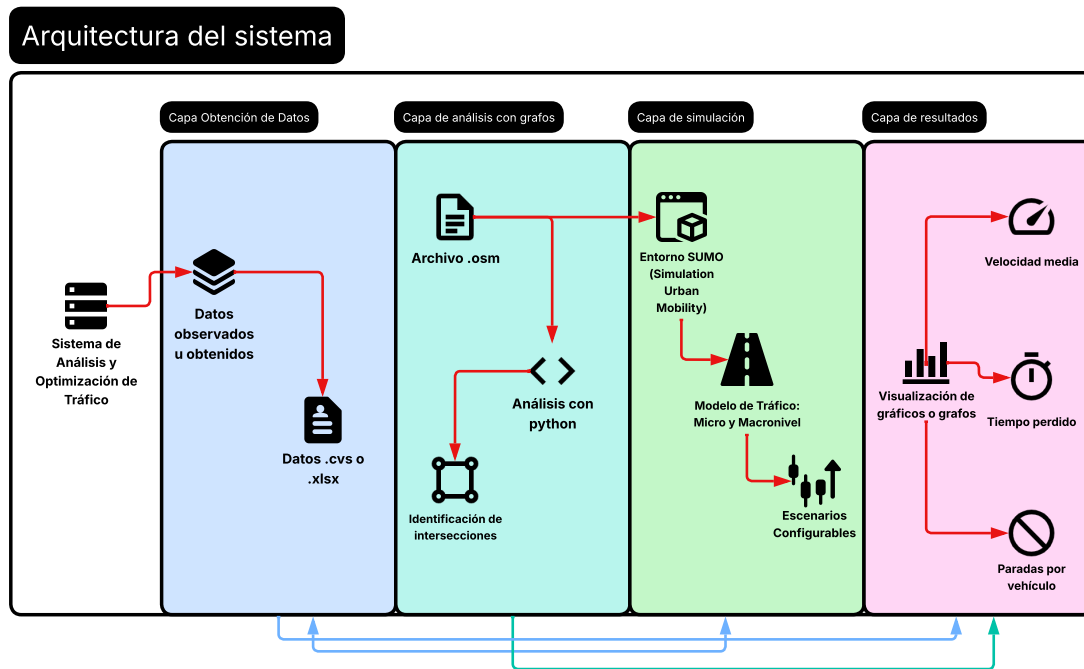 Arquitectura del sistema
Capa Obtención de Datos
Capa de análisis con grafos
Capa de simulación
Capa de resultados
Sistema de
Análisis y
Optimización de
Tráfico
Datos
observados
u obtenidos
Datos .cvs o
.xlsx
Archivo .osm
Análisis con
python
Identificación de
intersecciones
Entorno SUMO
(Simulation
Urban
Mobility)
Modelo de Tráfico:
Micro y Macronivel
Escenarios
Configurables
Visualización de
gráficos o grafos
Velocidad media
Tiempo perdido
Paradas por
vehículo